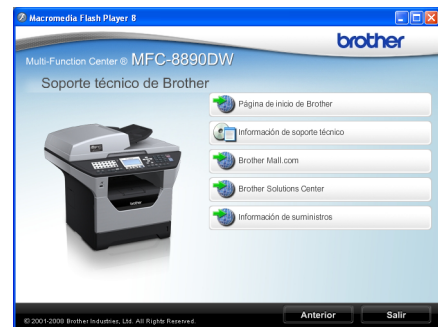 Macromedia Flash Player 8
brother
Multi-Function Center ® MFC-8890DW
Soporte técnico de Brother
Página de inicio de Brother
Información de soporte técnico
Brother Mall.com
Brother Solutions Center
Información de suministros
© 2001-2008 Brother Industries, Ltd. All Rights Reserved.
Anterior
Salir